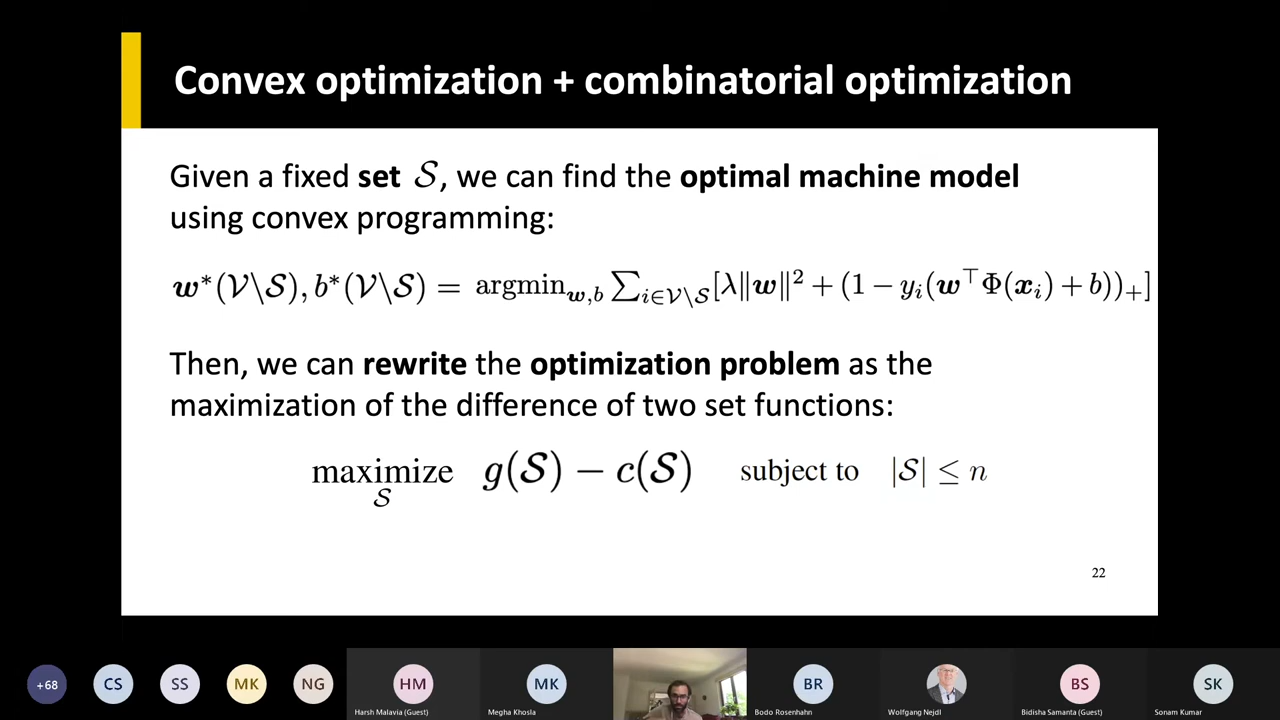 Convex optimization + combinatorial optimization
Given a fixed set 𝒮, we can find the optimal machine model
using convex programming:
w*(𝒱\𝒮), b*(𝒱\𝒮) = argmin_{w,b} ∑_{i∈𝒱\𝒮} [λ‖w‖² + (1 − y_i(w^⊤Φ(x_i) + b))_+]
Then, we can rewrite the optimization problem as the
maximization of the difference of two set functions:
maximize g(𝒮) − c(𝒮) subject to |𝒮| ≤ n
𝒮
22
+68 CS SS MK NG HM MK BR BS SK
Harsh Malavia (Guest) Megha Khosla Bodo Rosenhahn Wolfgang Nejdl Bidisha Samanta (Guest) Sonam Kumar